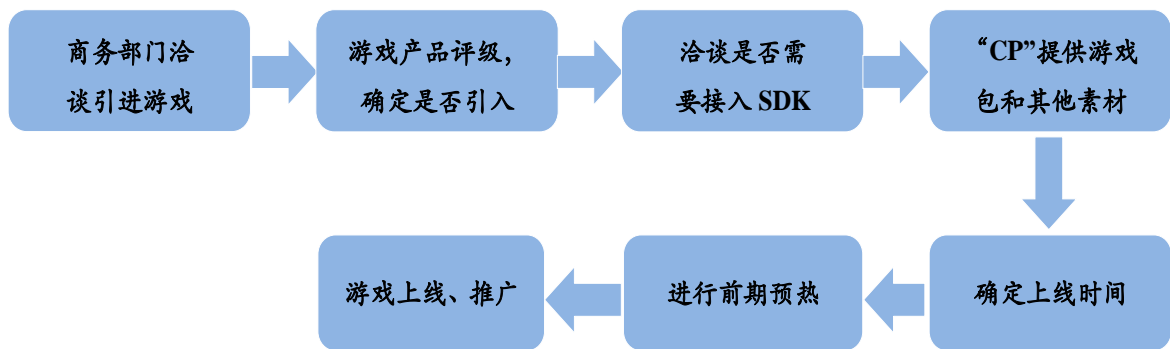 商务部门洽
谈引进游戏
游戏产品评级，
确定是否引入
洽谈是否需
要接入 SDK
“CP”提供游戏
包和其他素材
确定上线时间
进行前期预热
游戏上线、推广